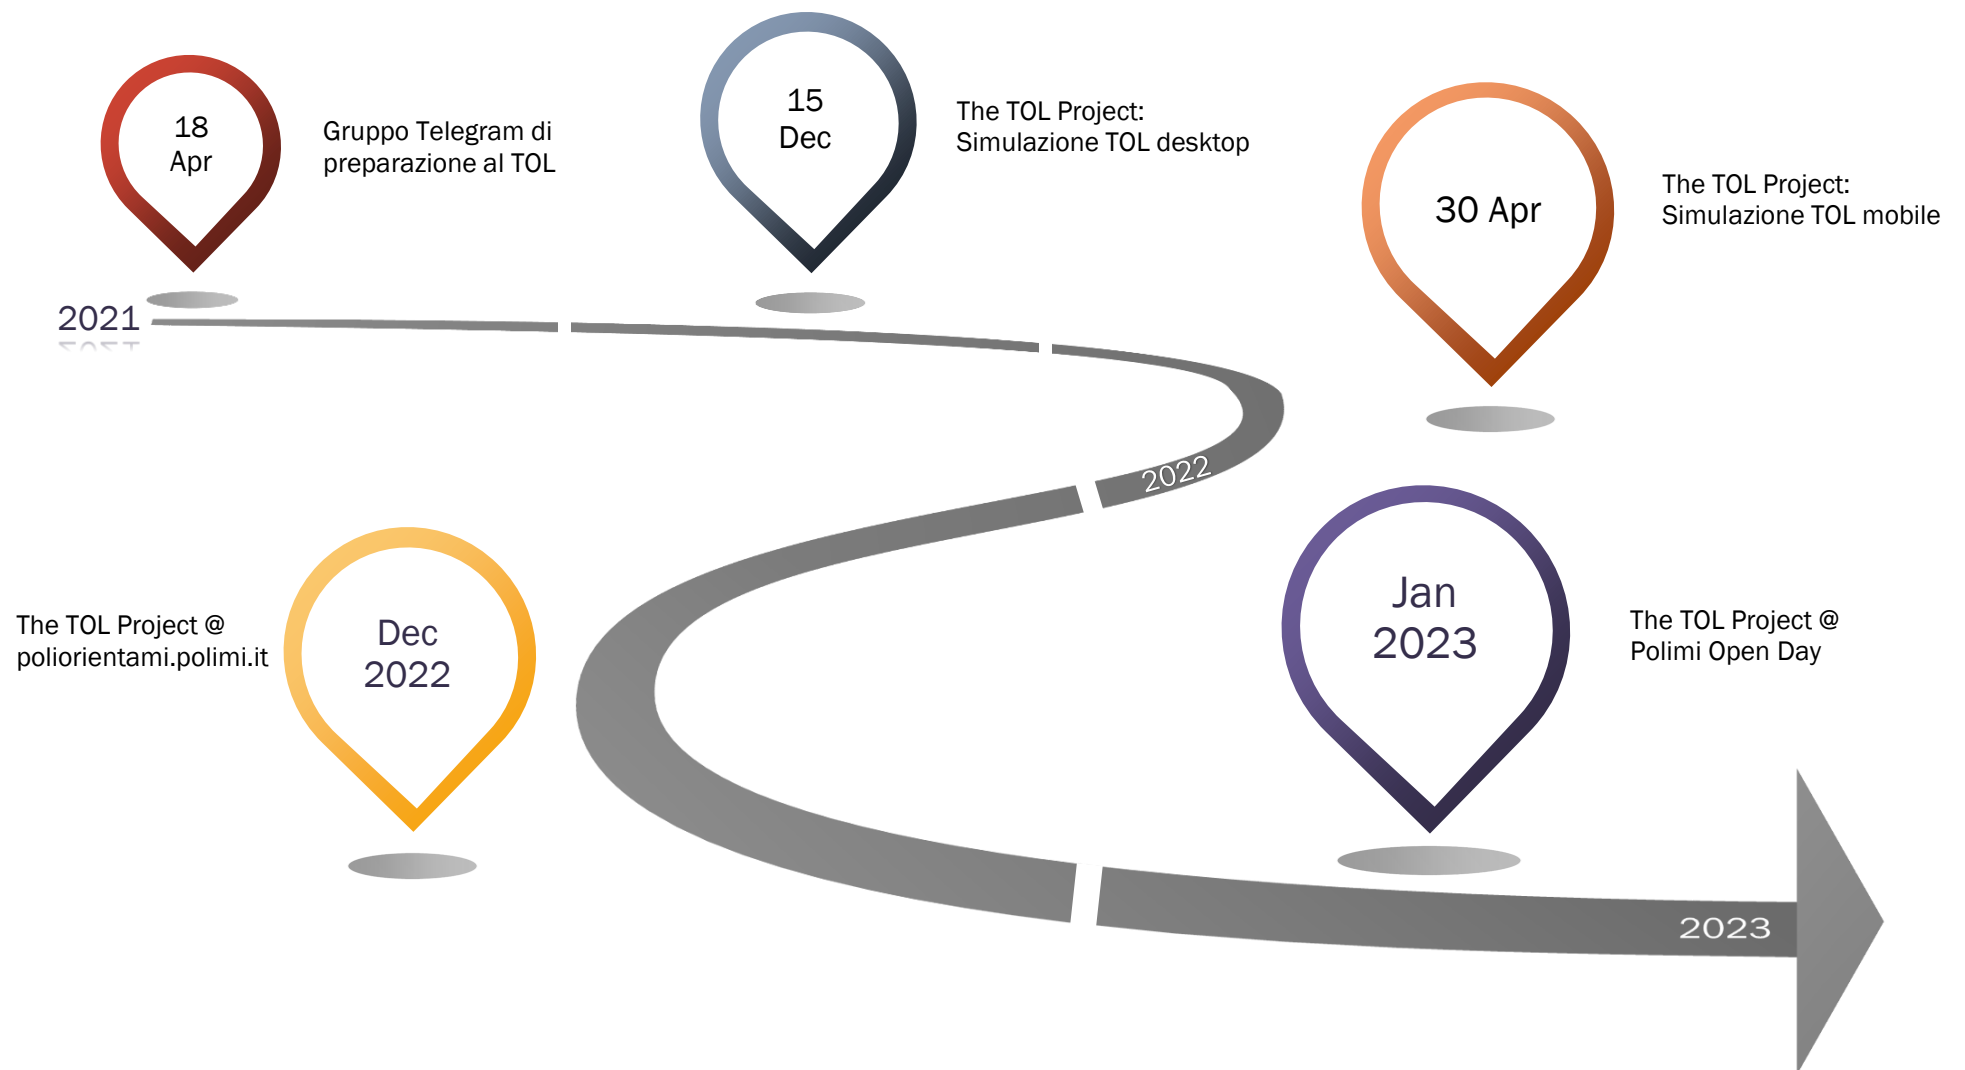 18
Apr
Gruppo Telegram di
preparazione al TOL
15
Dec
The TOL Project:
Simulazione TOL desktop
30 Apr
The TOL Project:
Simulazione TOL mobile
2021
2022
The TOL Project @
poliorientami.polimi.it
Dec
2022
Jan
2023
The TOL Project @
Polimi Open Day
2023